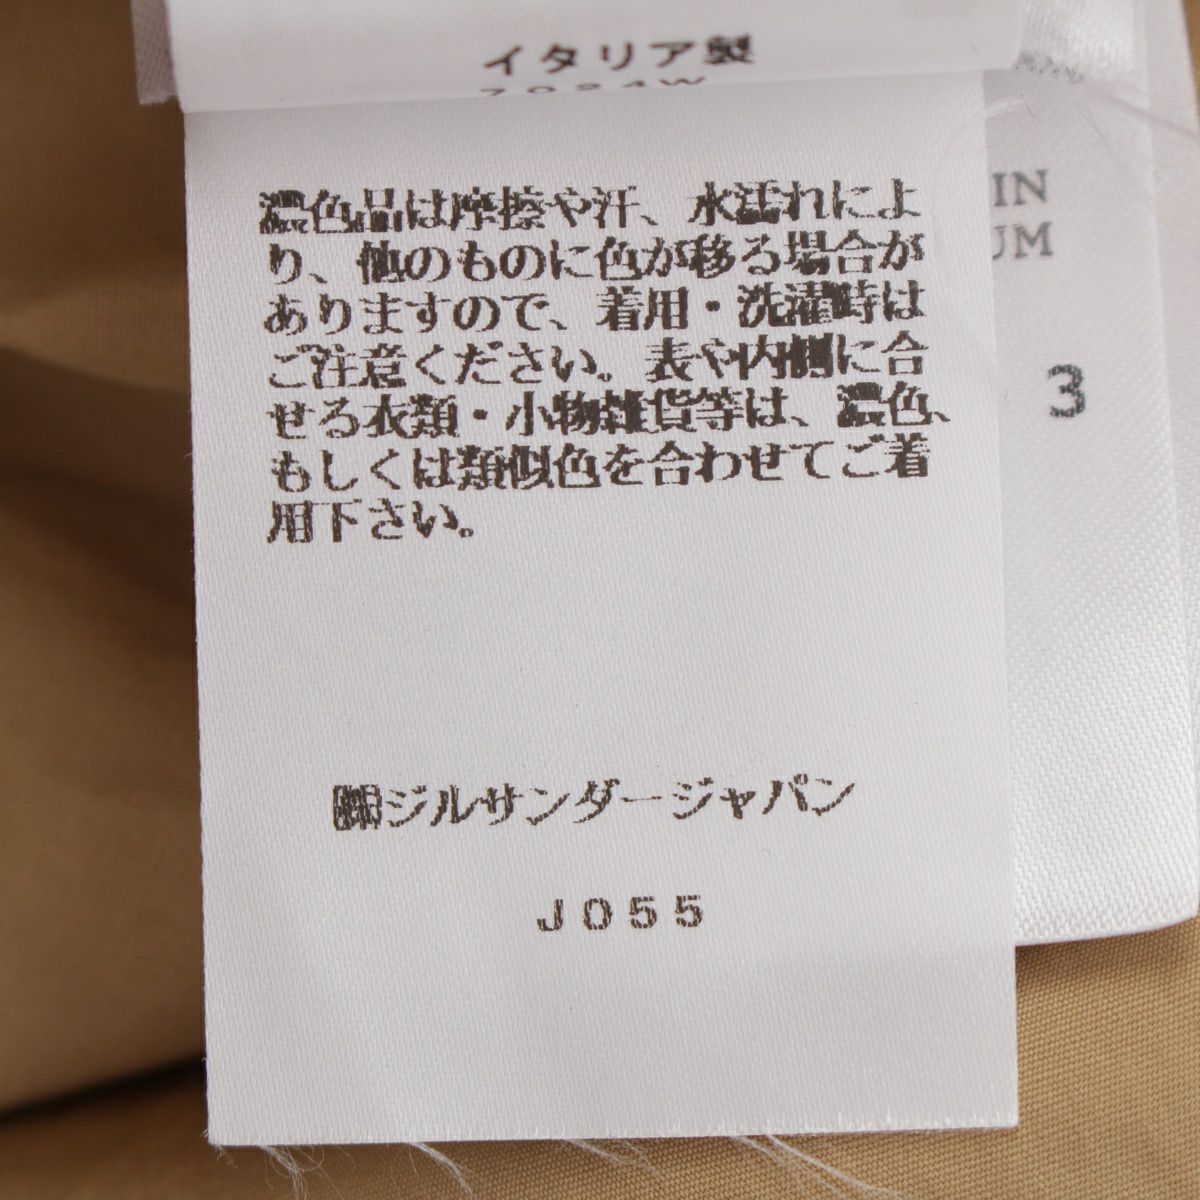 イタリア製
濃色品は摩擦や汗、水濡れによ
り、他のものに色が移る場合が
ありますので、着用・洗濯時は
ご注意ください。表や内側に合
せる衣類・小物雑貨等は、濃色、
もしくは類似色を合わせてご着
用下さい。
㈱ジルサンダージャパン
J055
IN
UM
3